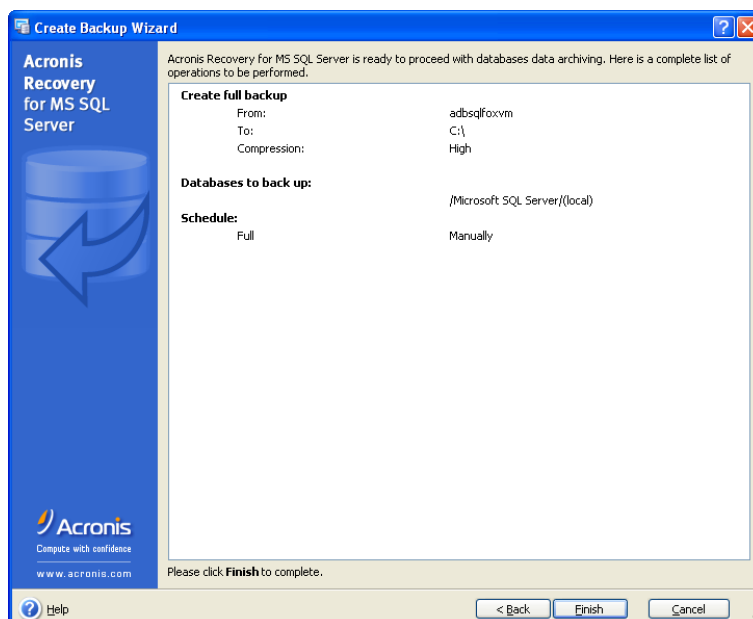 Create Backup Wizard
Acronis
Recovery
for MS SQL
Server
Acronis Recovery for MS SQL Server is ready to proceed with databases data archiving. Here is a complete list of
operations to be performed.
Create full backup
From: adbsqlfoxvm
To: C:\
Compression: High
Databases to back up:
/Microsoft SQL Server/(local)
Schedule:
Full Manually
Acronis
Compute with confidence
www.acronis.com
Please click Finish to complete.
Help
< Back Finish Cancel